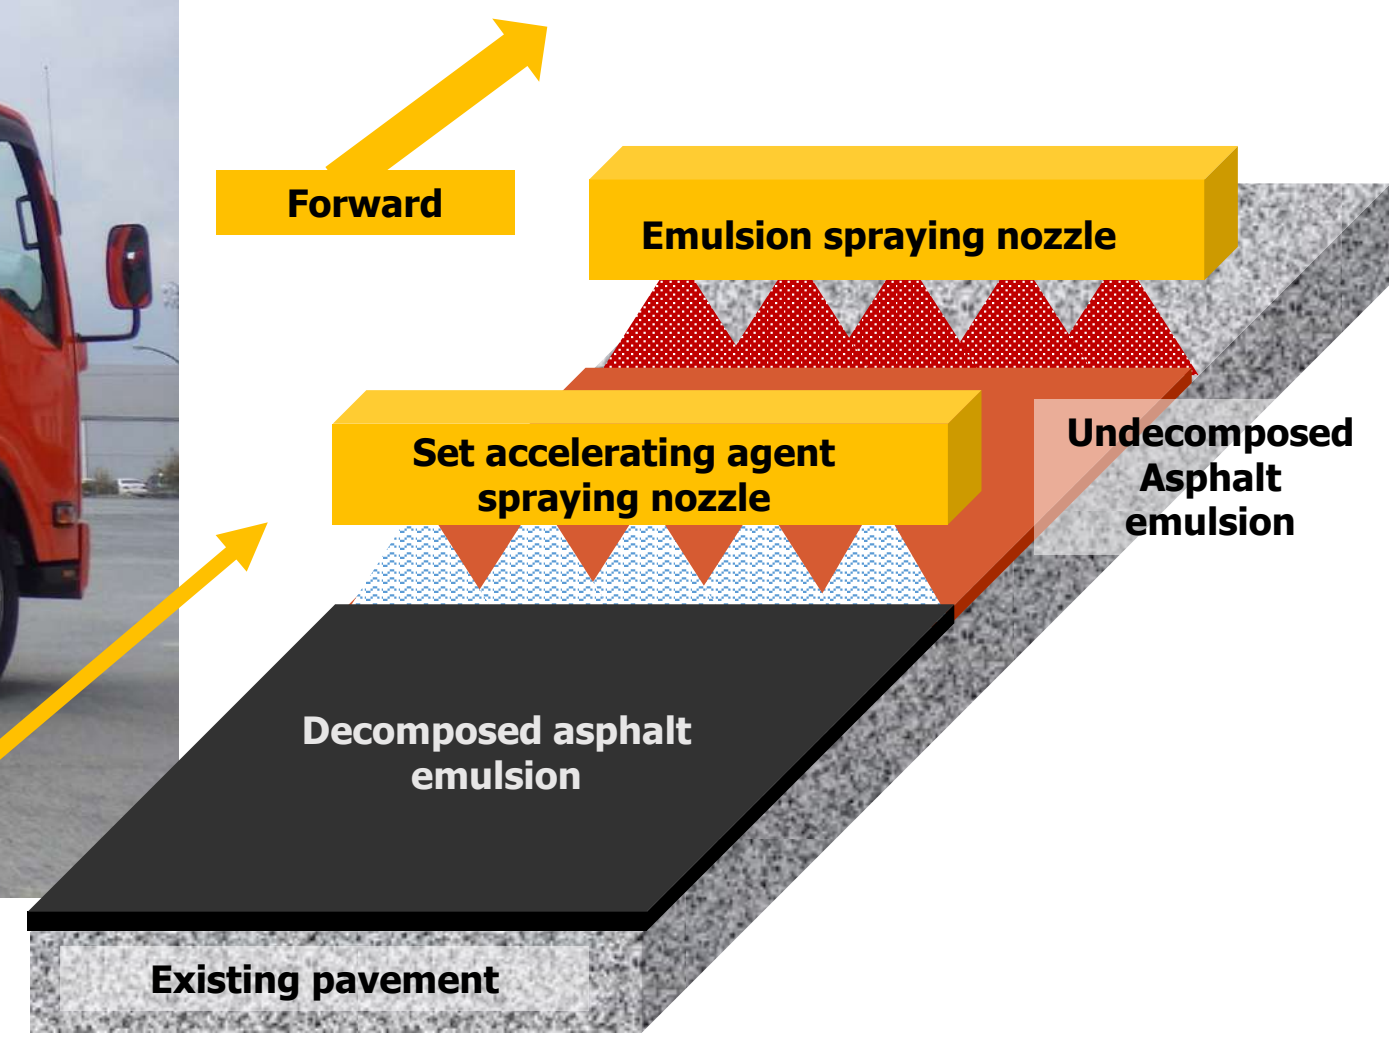 Forward
Emulsion spraying nozzle
Set accelerating agent
spraying nozzle
Undecomposed
Asphalt
emulsion
Decomposed asphalt
emulsion
Existing pavement